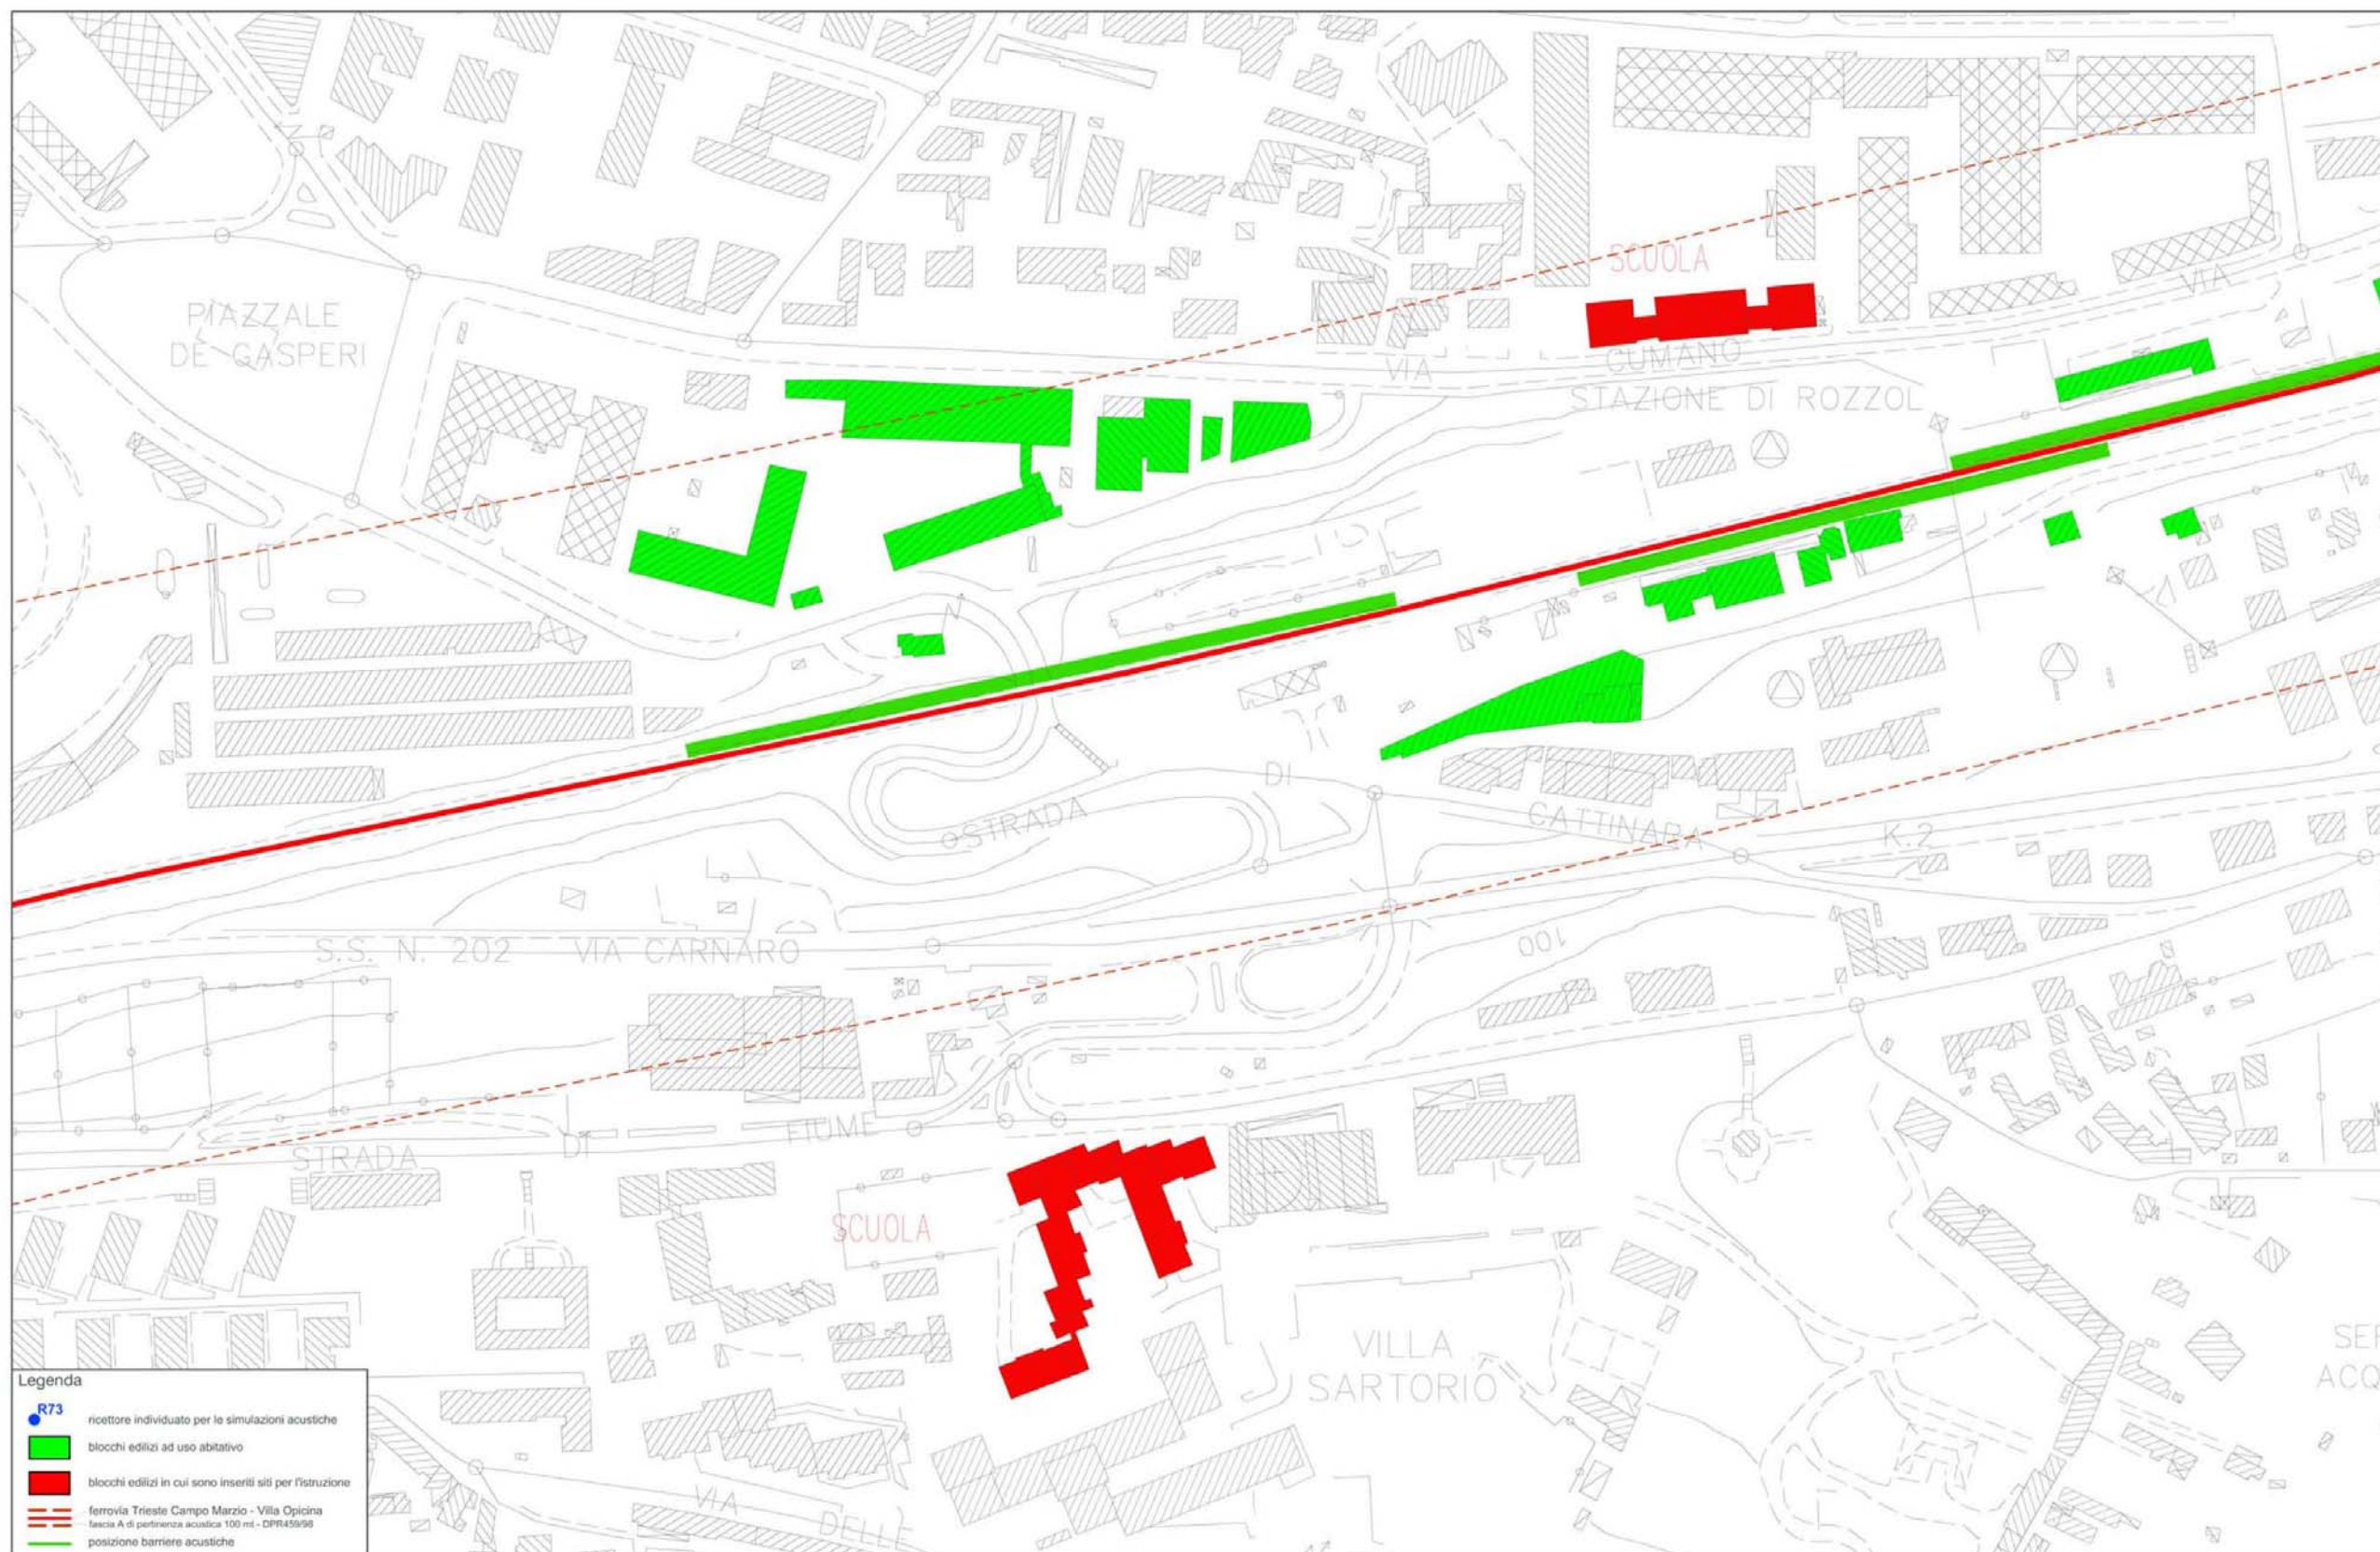 SCUOLA
VIA
PIAZZALE
DE GASPERI
CUMANO
VIA
STAZIONE DI ROZZOL
DI
STRADA
CATTINARA
K.2
S.S. N. 202 VIA CARNARO
100
FIUME
DI
STRADA
SCUOLA
VILLA
SARTORIO
SER
ACQ
VIA
DELLE
Legenda
R73
ricettore individuato per le simulazioni acustiche
blocchi edilizi ad uso abitativo
blocchi edilizi in cui sono inseriti siti per l'istruzione
ferrovia Trieste Campo Marzio - Villa Opicina
fascia A di pertinenza acustica 100 mt - DPR459/98
posizione barriere acustiche